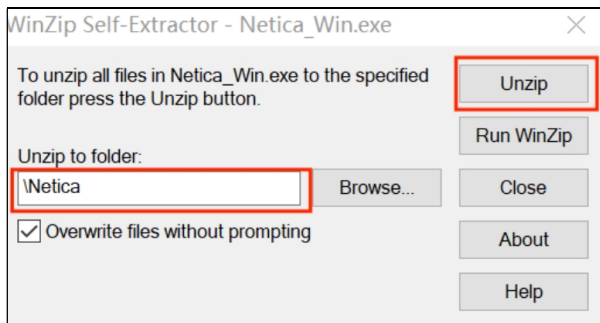 WinZip Self-Extractor - Netica_Win.exe
To unzip all files in Netica_Win.exe to the specified
folder press the Unzip button.
Unzip to folder:
\Netica
Browse...
Overwrite files without prompting
Unzip
Run WinZip
Close
About
Help